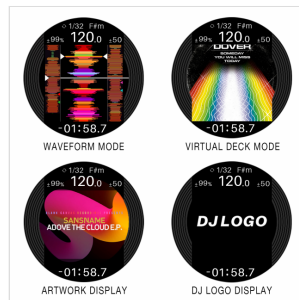 ◇ 1/32 F#m
±99% 120.0 ±50
-01:58.7
WAVEFORM MODE
◇ 1/32 F#m
±99% 120.0 ±50
DOVER
SOMEDAY
YOU WILL MISS
TODAY
-01:58.7
VIRTUAL DECK MODE
◇ 1/32 F#m
±99% 120.0 ±50
SANSNAME
ADOVE THE CLOUD E.P.
-01:58.7
ARTWORK DISPLAY
◇ 1/32 F#m
±99% 120.0 ±50
DJ LOGO
-01:58.7
DJ LOGO DISPLAY